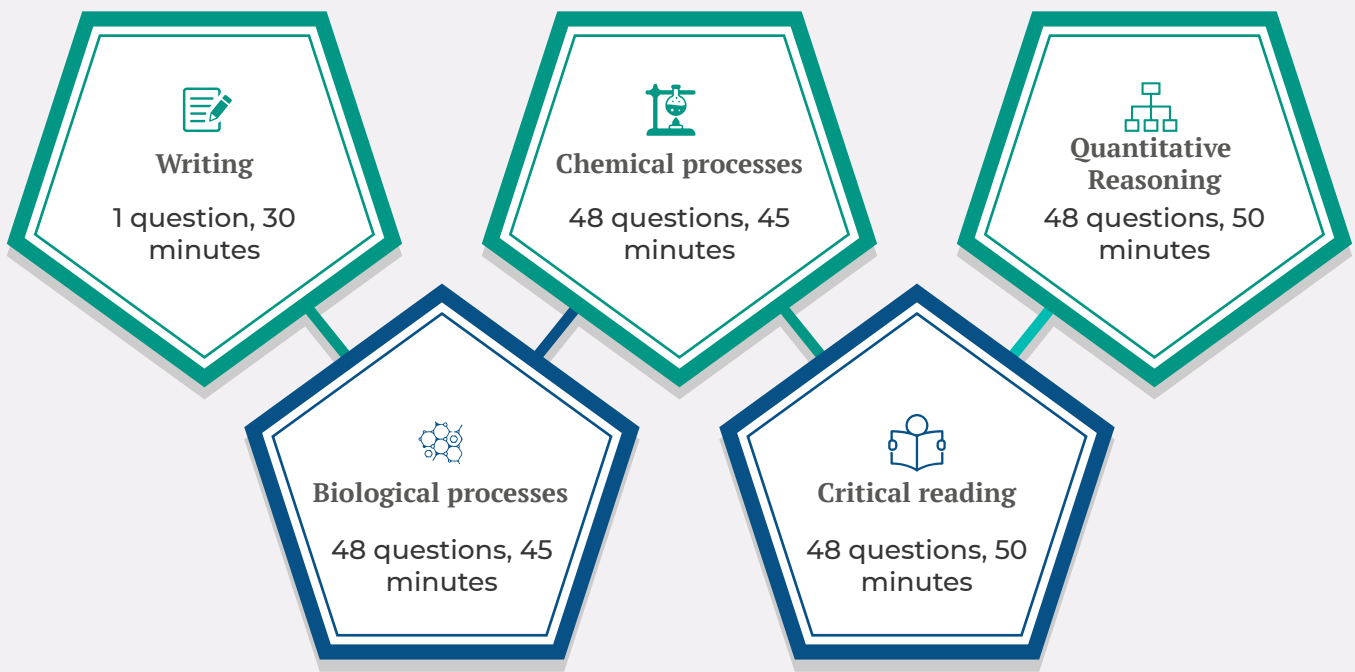 Writing
1 question, 30
minutes
Biological processes
48 questions, 45
minutes
Chemical processes
48 questions, 45
minutes
Critical reading
48 questions, 50
minutes
Quantitative
Reasoning
48 questions, 50
minutes